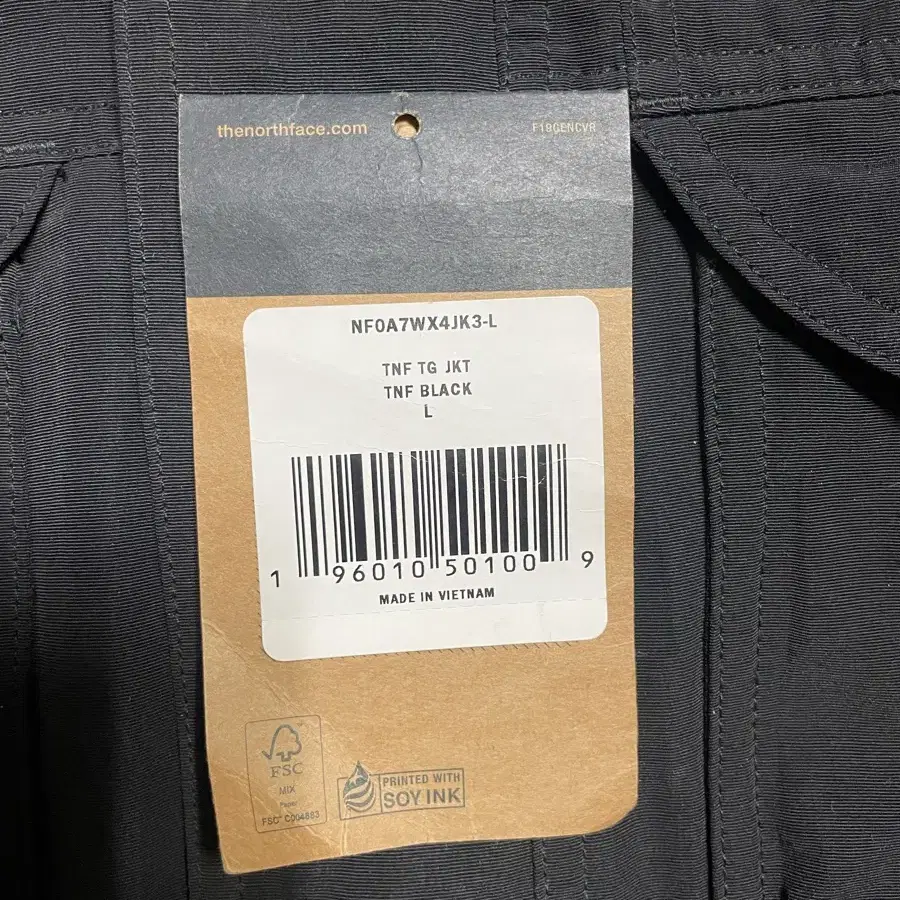 thenorthface.com
F19GENCVR
NF0A7WX4JK3-L
TNF TG JKT
TNF BLACK
L
1 96010 50100 9
MADE IN VIETNAM
FSC
MIX
Paper
FSC® C004883
PRINTED WITH
SOY INK